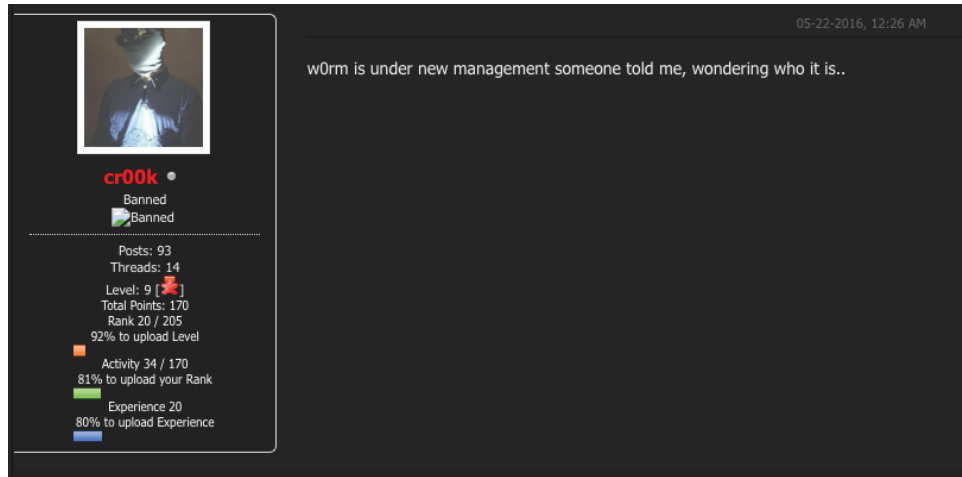 05-22-2016, 12:26 AM
w0rm is under new management someone told me, wondering who it is..
cr00k
Banned
Banned
Posts: 93
Threads: 14
Level: 9 [ ]
Total Points: 170
Rank 20 / 205
92% to upload Level
Activity 34 / 170
81% to upload your Rank
Experience 20
80% to upload Experience